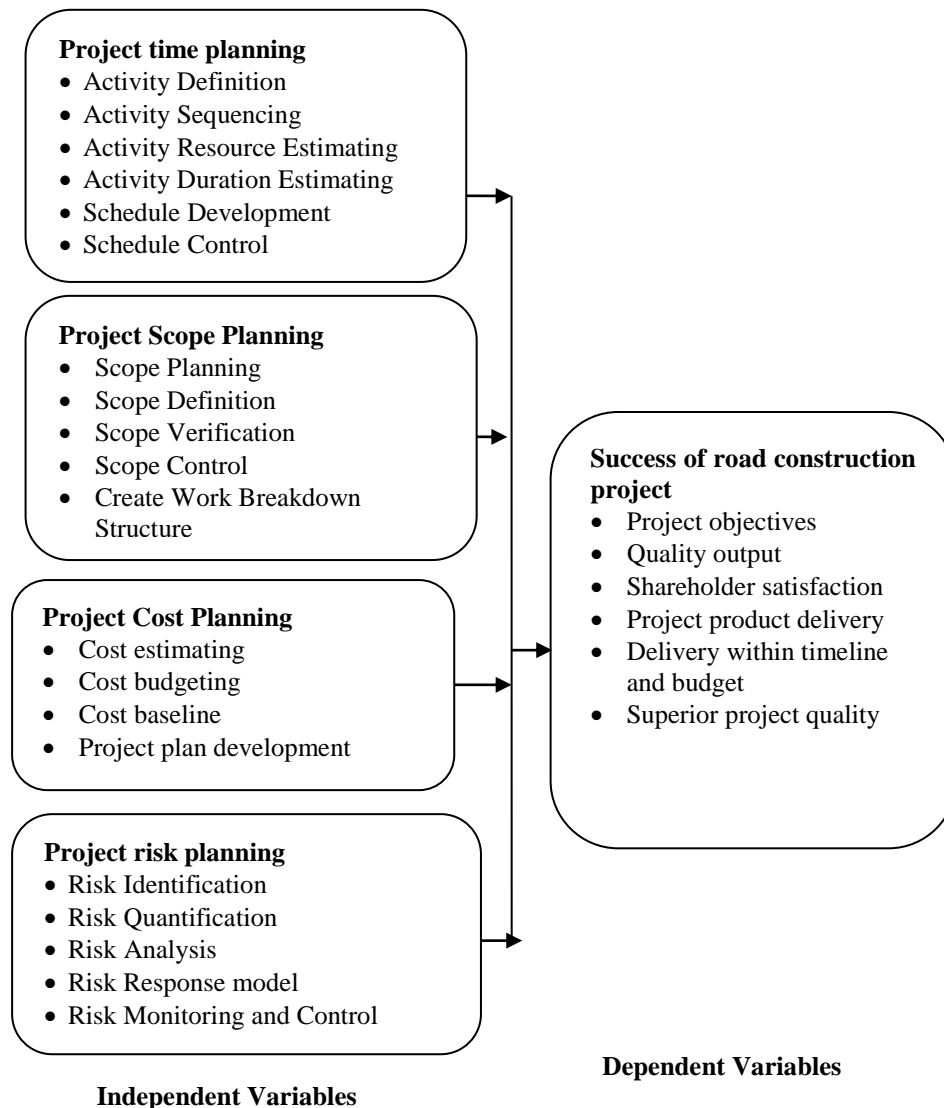 Project time planning
• Activity Definition
• Activity Sequencing
• Activity Resource Estimating
• Activity Duration Estimating
• Schedule Development
• Schedule Control
Project Scope Planning
• Scope Planning
• Scope Definition
• Scope Verification
• Scope Control
• Create Work Breakdown
Structure
Project Cost Planning
• Cost estimating
• Cost budgeting
• Cost baseline
• Project plan development
Project risk planning
• Risk Identification
• Risk Quantification
• Risk Analysis
• Risk Response model
• Risk Monitoring and Control
Independent Variables
Success of road construction
project
• Project objectives
• Quality output
• Shareholder satisfaction
• Project product delivery
• Delivery within timeline
and budget
• Superior project quality
Dependent Variables